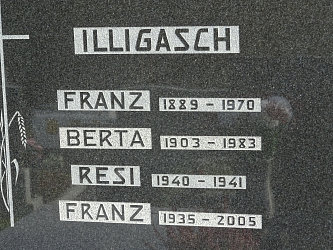 ILLIGASCH
FRANZ 1889 - 1970
BERTA 1903 - 1983
RESI 1940 - 1941
FRANZ 1935 - 2005